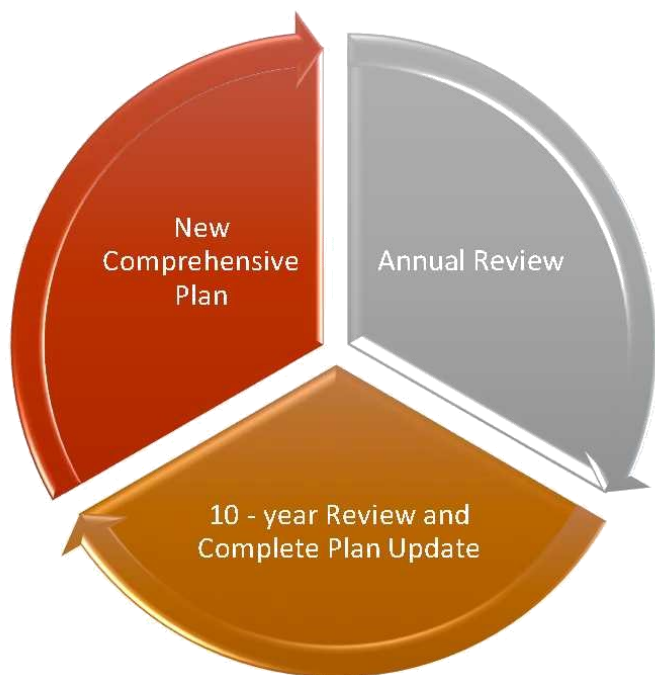 New
Comprehensive
Plan
Annual Review
10 - year Review and
Complete Plan Update